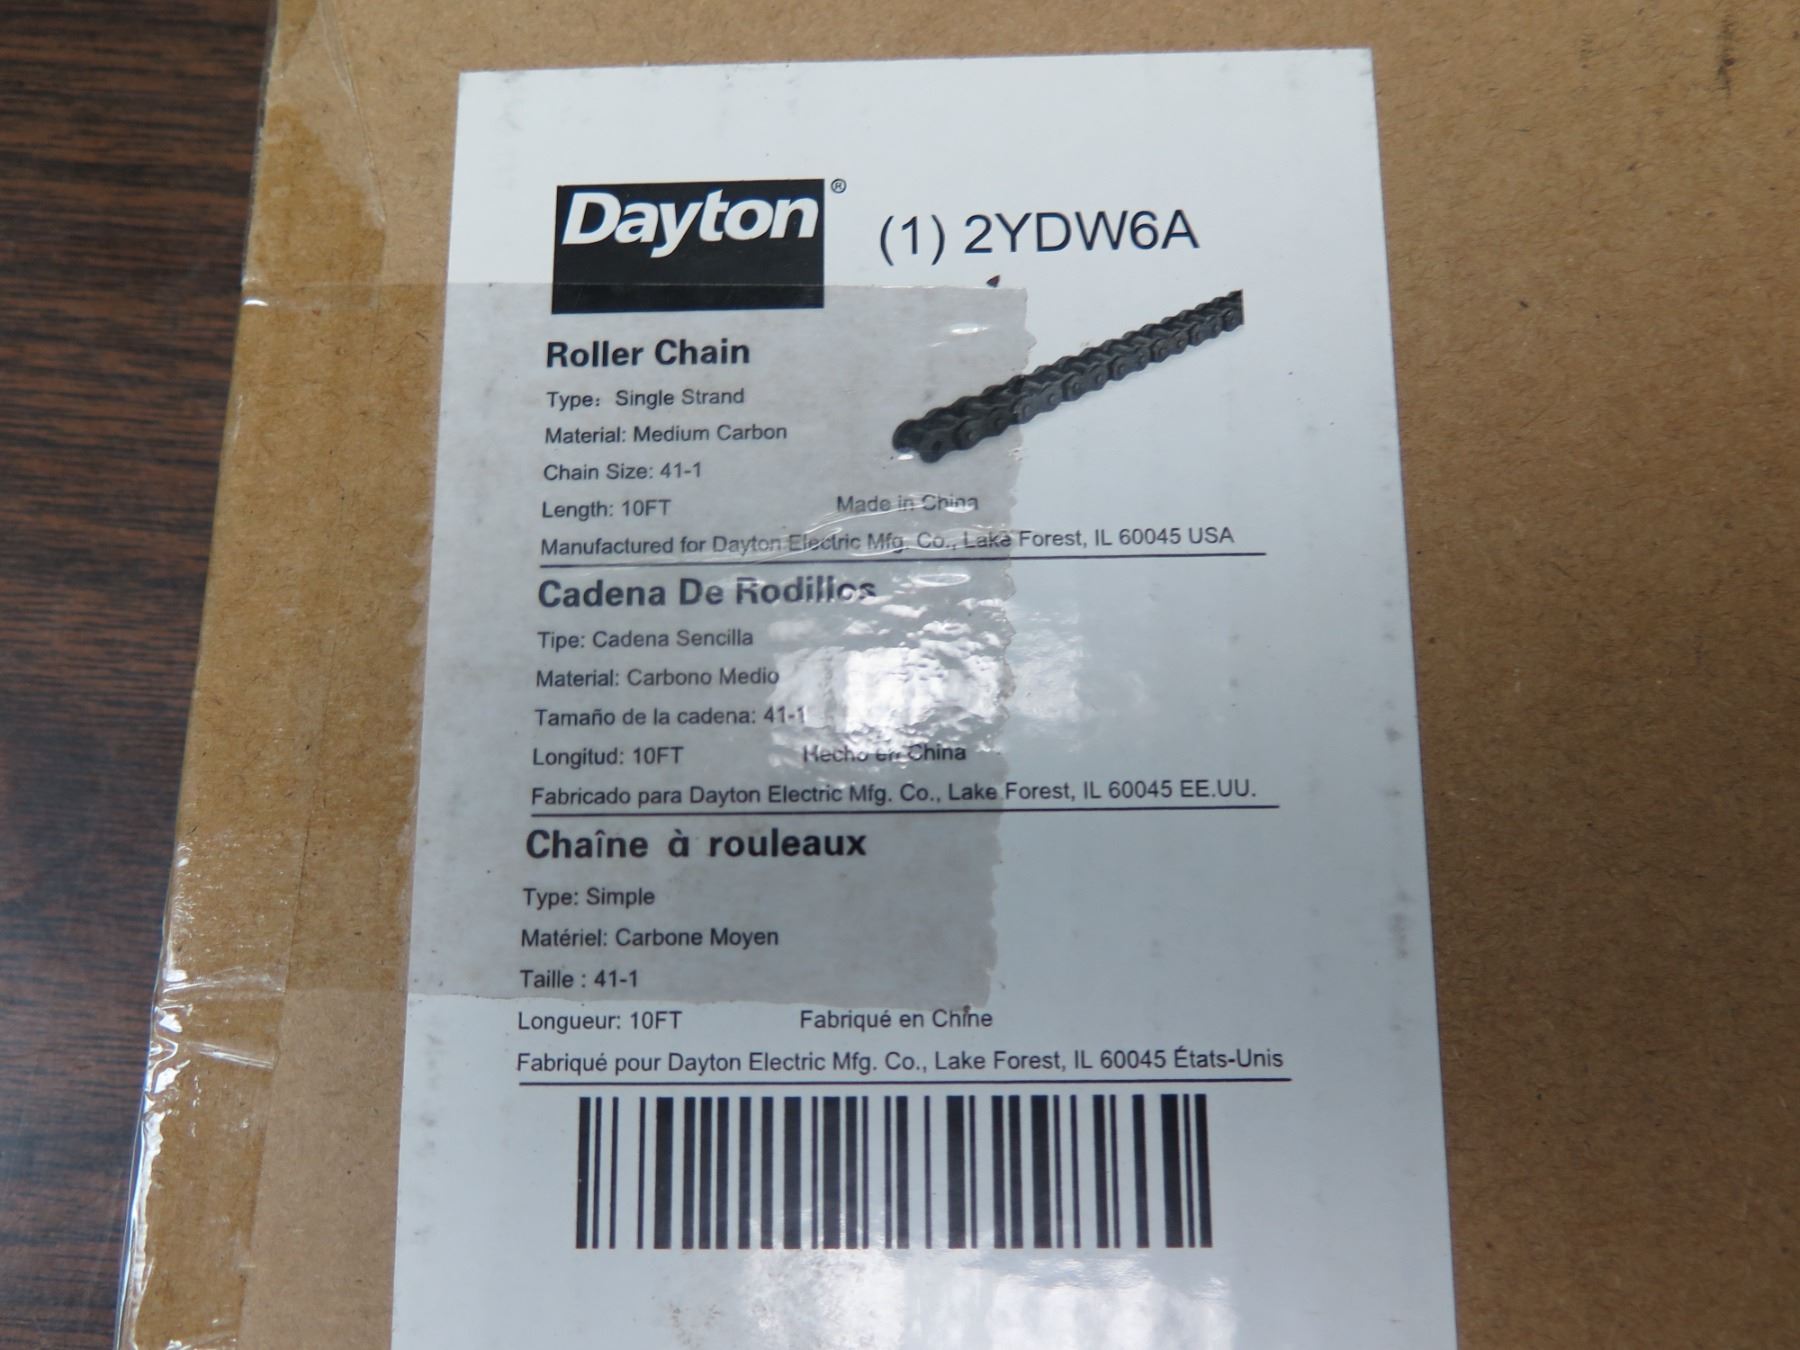 Dayton®
(1) 2YDW6A
Roller Chain
Type: Single Strand
Material: Medium Carbon
Chain Size: 41-1
Length: 10FT Made in China
Manufactured for Dayton Electric Mfg. Co., Lake Forest, IL 60045 USA
Cadena De Rodillos
Tipe: Cadena Sencilla
Material: Carbono Medio
Tamaño de la cadena: 41-1
Longitud: 10FT Hecho en China
Fabricado para Dayton Electric Mfg. Co., Lake Forest, IL 60045 EE.UU.
Chaîne à rouleaux
Type: Simple
Matériel: Carbone Moyen
Taille : 41-1
Longueur: 10FT Fabriqué en Chine
Fabriqué pour Dayton Electric Mfg. Co., Lake Forest, IL 60045 États-Unis